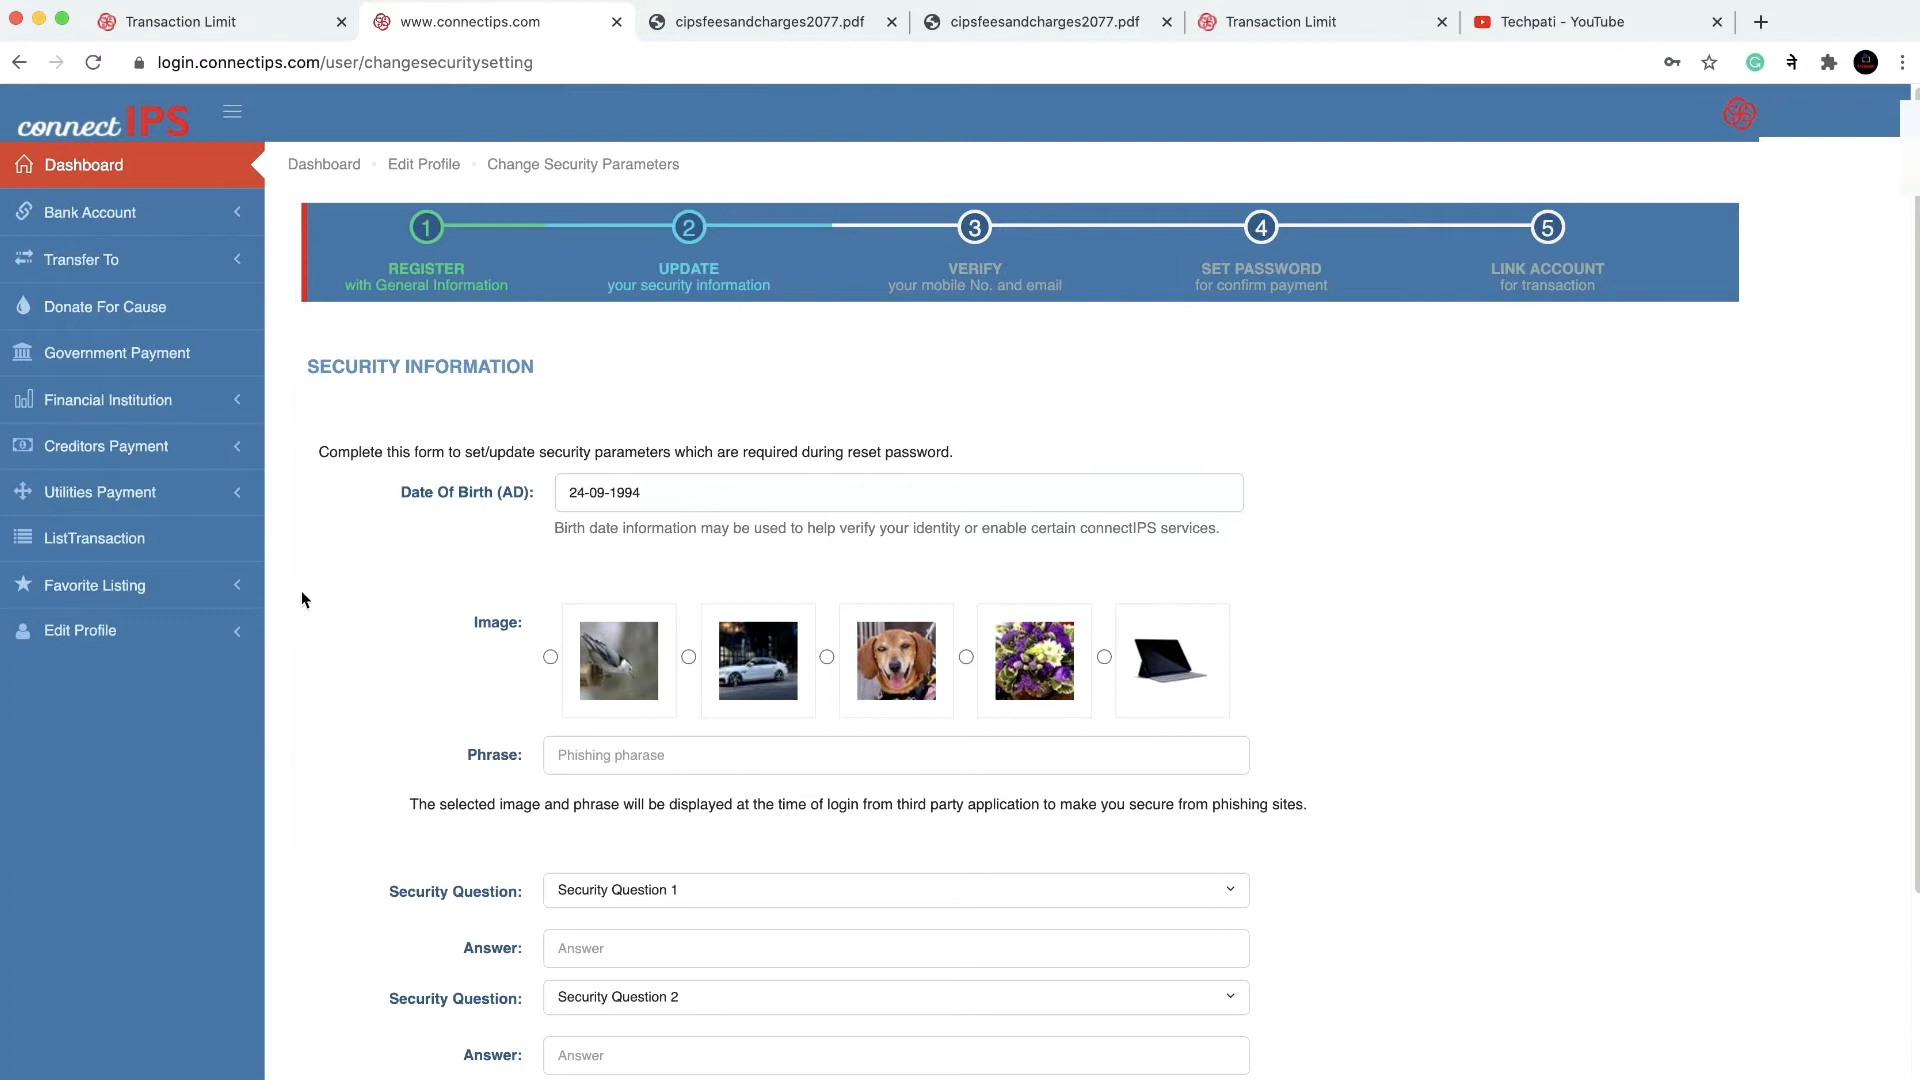 Transaction Limit
www.connectips.com
cipsfeesandcharges2077.pdf
cipsfeesandcharges2077.pdf
Transaction Limit
Techpati - YouTube
login.connectips.com/user/changesecuritysetting
ने
connectIPS
Dashboard
Bank Account
Transfer To
Donate For Cause
Government Payment
Financial Institution
Creditors Payment
Utilities Payment
ListTransaction
Favorite Listing
Edit Profile
Dashboard • Edit Profile • Change Security Parameters
1 2 3 4 5
REGISTER UPDATE VERIFY SET PASSWORD LINK ACCOUNT
with General Information your security information your mobile No. and email for confirm payment for transaction
SECURITY INFORMATION
Complete this form to set/update security parameters which are required during reset password.
Date Of Birth (AD): 24-09-1994
Birth date information may be used to help verify your identity or enable certain connectIPS services.
Image:
Phrase: Phishing pharase
The selected image and phrase will be displayed at the time of login from third party application to make you secure from phishing sites.
Security Question: Security Question 1
Answer: Answer
Security Question: Security Question 2
Answer: Answer